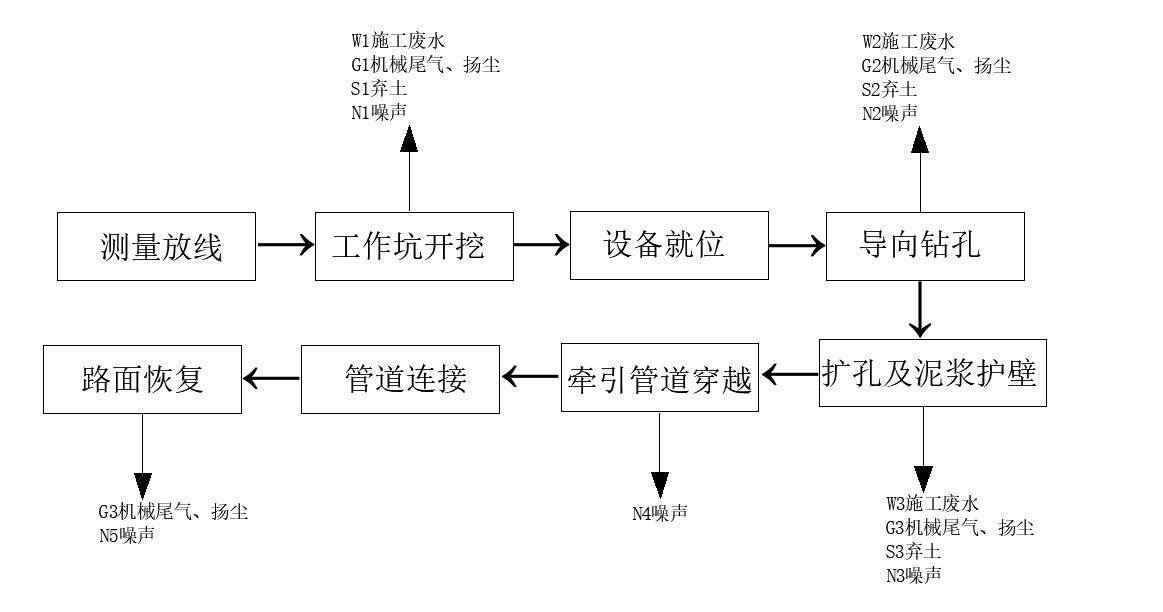 W1施工废水
G1机械尾气、扬尘
S1弃土
N1噪声
W2施工废水
G2机械尾气、扬尘
S2弃土
N2噪声
测量放线
工作坑开挖
设备就位
导向钻孔
路面恢复
管道连接
牵引管道穿越
扩孔及泥浆护壁
G3机械尾气、扬尘
N5噪声
N4噪声
W3施工废水
G3机械尾气、扬尘
S3弃土
N3噪声